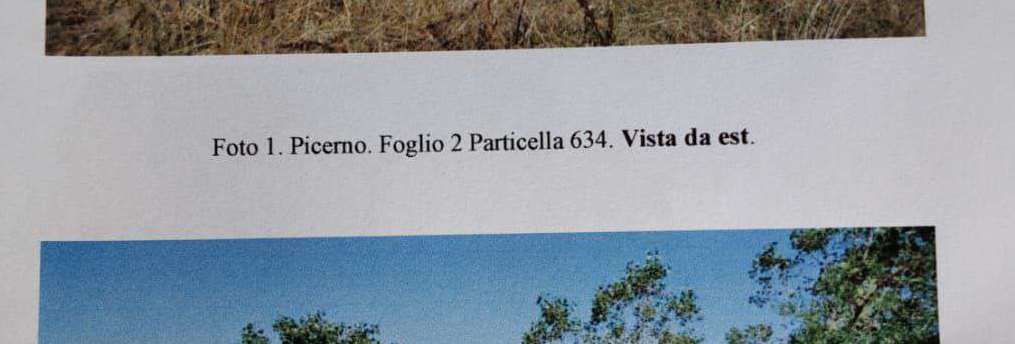 Foto 1. Picerno. Foglio 2 Particella 634. Vista da est.